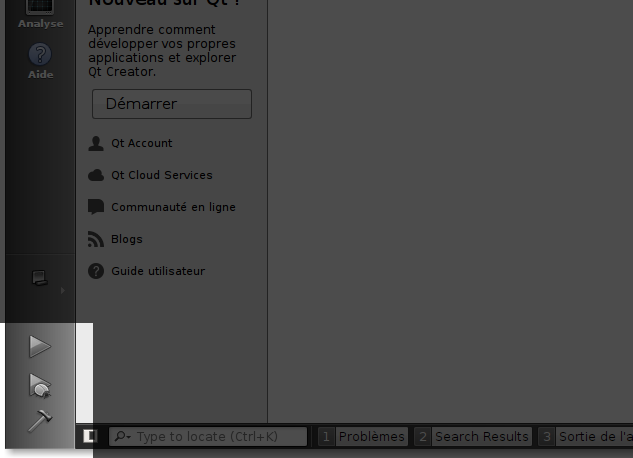 Nouveau sur Qt ?
Analyse
Aide
Apprendre comment
développer vos propres
applications et explorer
Qt Creator.
Démarrer
Qt Account
Qt Cloud Services
Communauté en ligne
Blogs
Guide utilisateur
Type to locate (Ctrl+K)
1 Problèmes
2 Search Results
3 Sortie de l'a